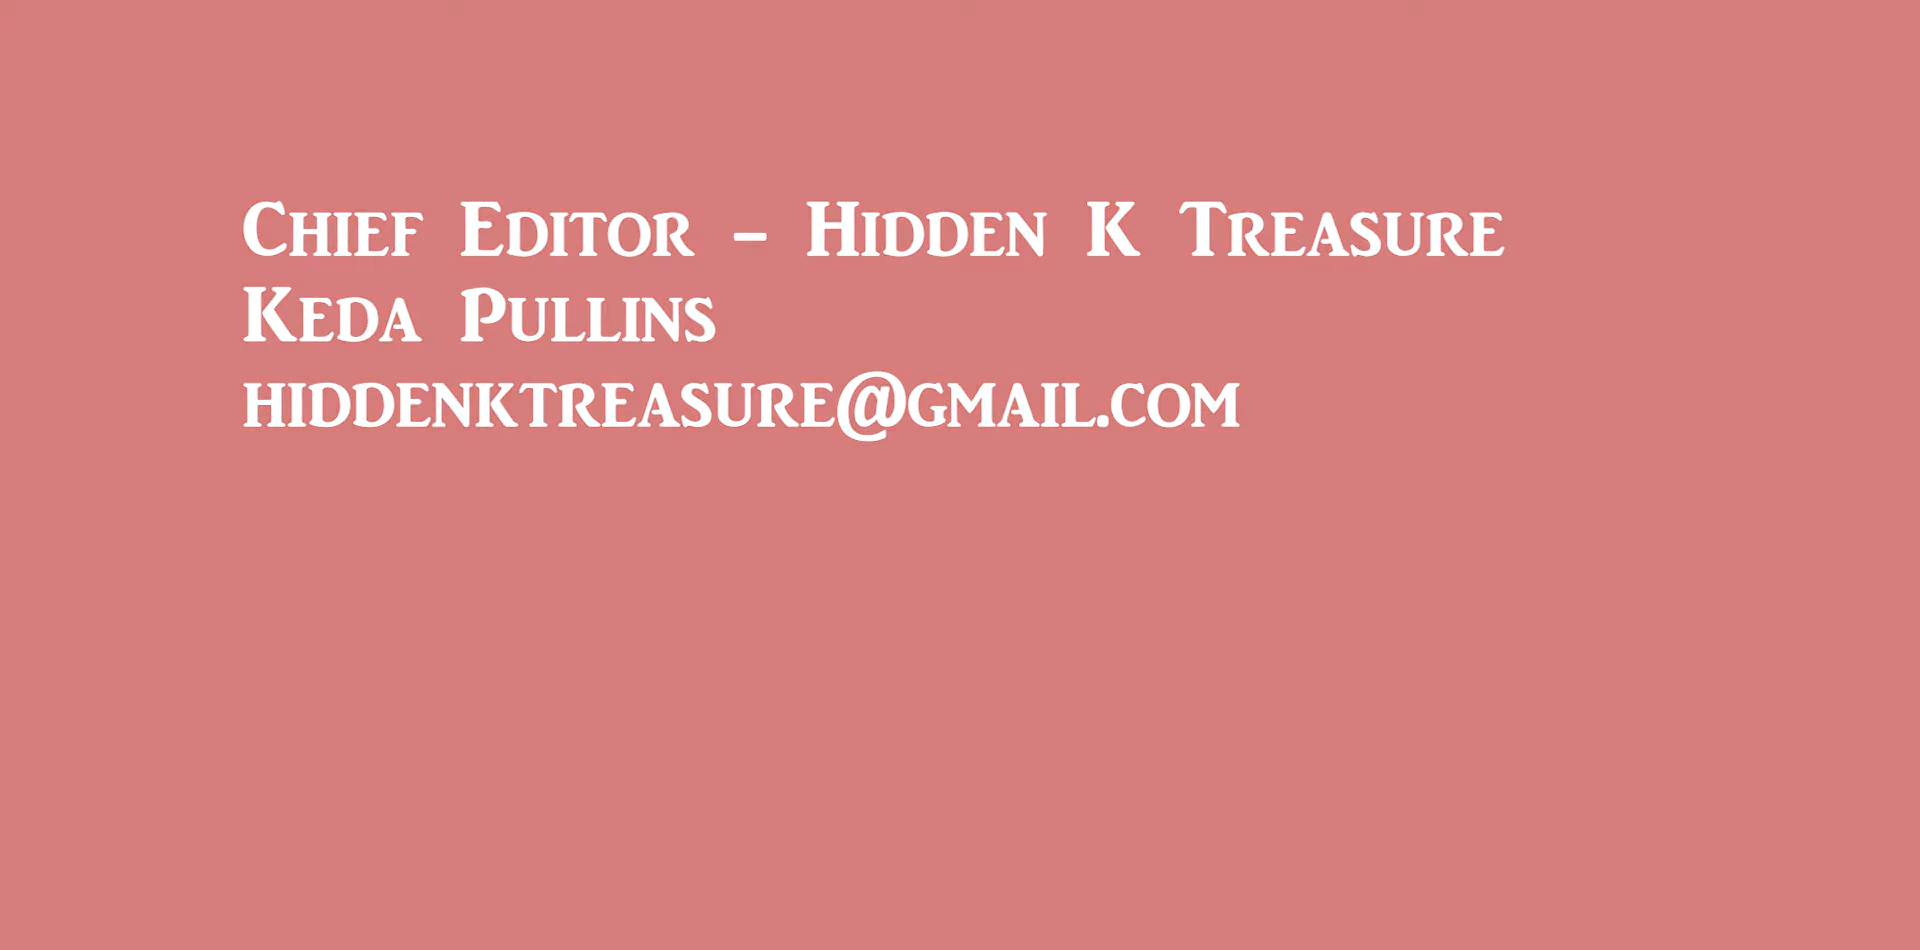 Chief Editor – Hidden K Treasure
Keda Pullins
hiddenktreasure@gmail.com